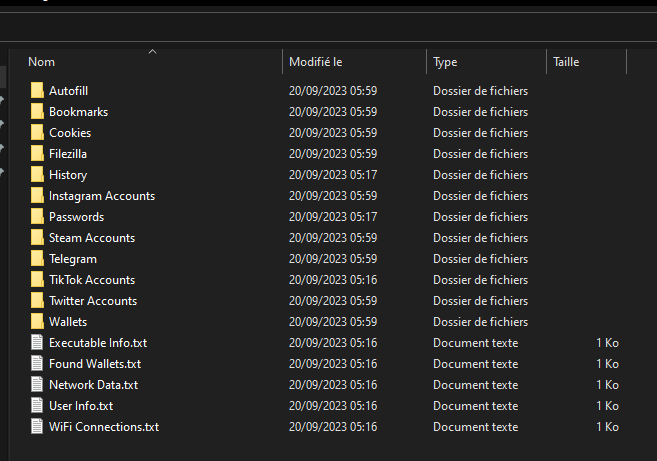 Nom Modifié le Type Taille
Autofill 20/09/2023 05:59 Dossier de fichiers
Bookmarks 20/09/2023 05:59 Dossier de fichiers
Cookies 20/09/2023 05:59 Dossier de fichiers
Filezilla 20/09/2023 05:59 Dossier de fichiers
History 20/09/2023 05:17 Dossier de fichiers
Instagram Accounts 20/09/2023 05:59 Dossier de fichiers
Passwords 20/09/2023 05:17 Dossier de fichiers
Steam Accounts 20/09/2023 05:59 Dossier de fichiers
Telegram 20/09/2023 05:59 Dossier de fichiers
TikTok Accounts 20/09/2023 05:16 Dossier de fichiers
Twitter Accounts 20/09/2023 05:59 Dossier de fichiers
Wallets 20/09/2023 05:59 Dossier de fichiers
Executable Info.txt 20/09/2023 05:16 Document texte 1 Ko
Found Wallets.txt 20/09/2023 05:16 Document texte 1 Ko
Network Data.txt 20/09/2023 05:16 Document texte 1 Ko
User Info.txt 20/09/2023 05:16 Document texte 1 Ko
WiFi Connections.txt 20/09/2023 05:16 Document texte 1 Ko